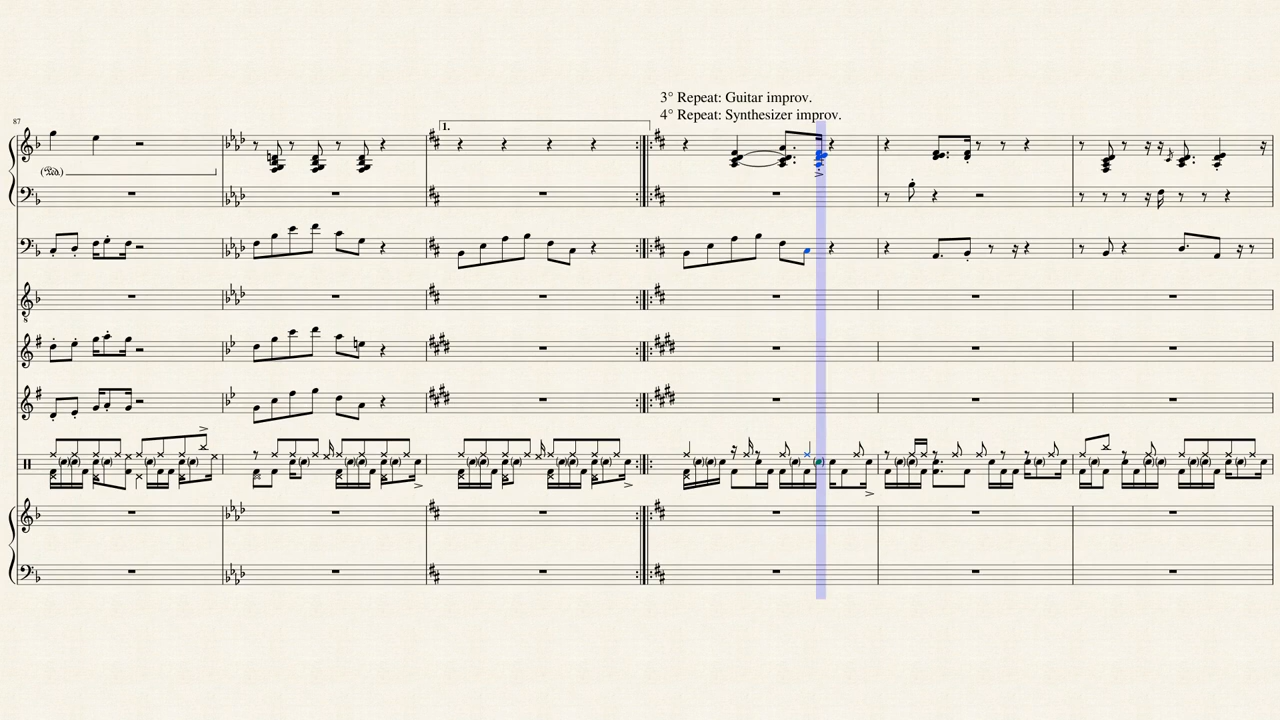 3° Repeat: Guitar improv.
4° Repeat: Synthesizer improv.
87
1.
(𝆮)